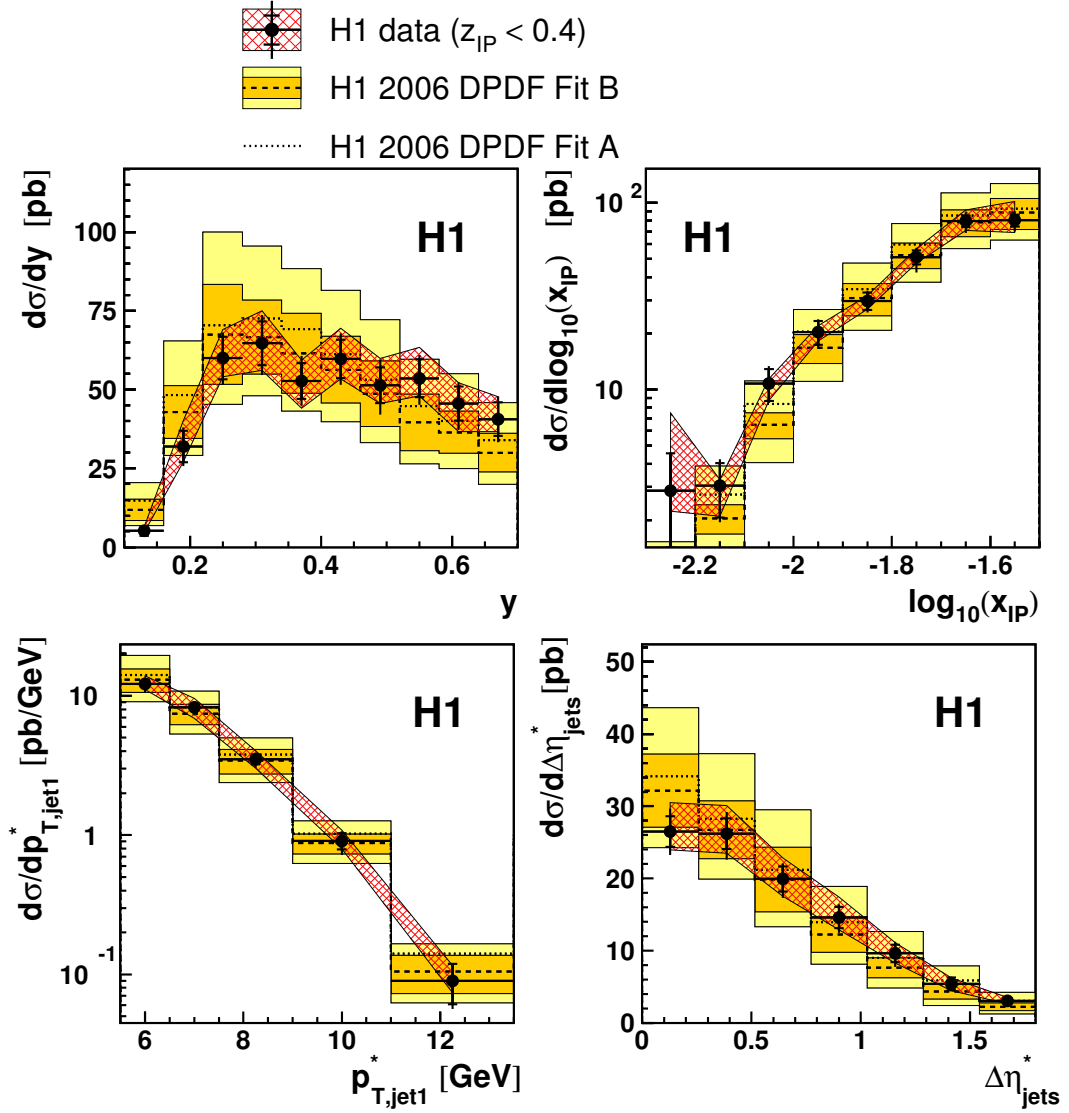 H1 data (z_IP < 0.4)
H1 2006 DPDF Fit B
H1 2006 DPDF Fit A
dσ/dy [pb]
H1
100
75
50
25
0
0.2 0.4 0.6
y
dσ/dlog₁₀(x_IP) [pb]
H1
10²
10
-2.2 -2 -1.8 -1.6
log₁₀(x_IP)
dσ/dp*_T,jet1 [pb/GeV]
H1
10
1
10⁻¹
6 8 10 12
p*_T,jet1 [GeV]
dσ/dΔη*_jets [pb]
H1
50
40
30
20
10
0
0 0.5 1 1.5
Δη*_jets